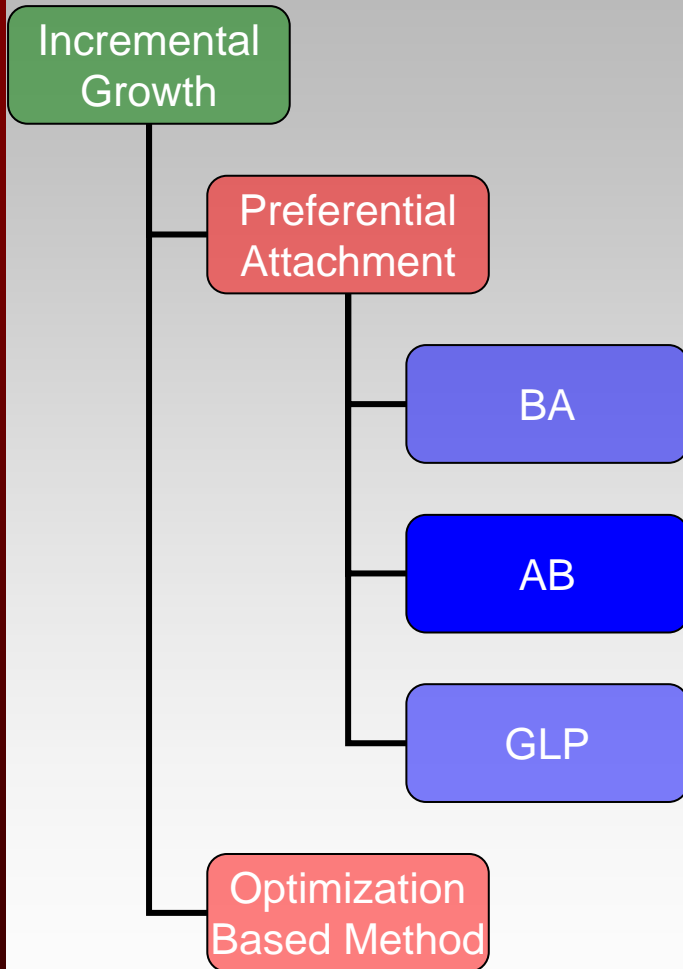 Incremental
Growth
Preferential
Attachment
BA
AB
GLP
Optimization
Based Method